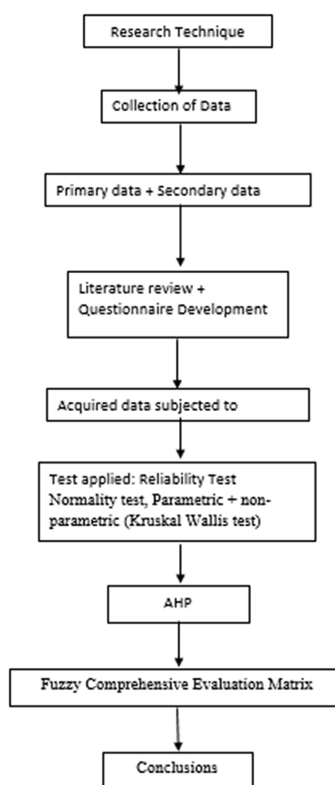 Research Technique
Collection of Data
Primary data + Secondary data
Literature review +
Questionnaire Development
Acquired data subjected to
Test applied: Reliability Test
Normality test, Parametric + non-
parametric (Kruskal Wallis test)
AHP
Fuzzy Comprehensive Evaluation Matrix
Conclusions